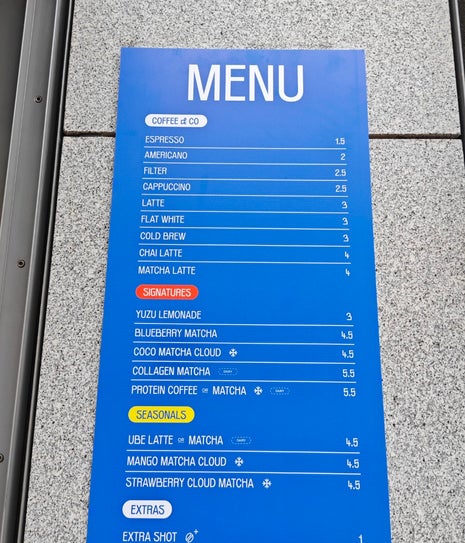 MENU
COFFEE & CO
ESPRESSO 1.5
AMERICANO 2
FILTER 2.5
CAPPUCCINO 2.5
LATTE 3
FLAT WHITE 3
COLD BREW 3
CHAI LATTE 4
MATCHA LATTE 4
SIGNATURES
YUZU LEMONADE 3
BLUEBERRY MATCHA 4.5
COCO MATCHA CLOUD 4.5
COLLAGEN MATCHA 5.5
PROTEIN COFFEE OR MATCHA DAIRY 5.5
SEASONALS
UBE LATTE OR MATCHA DAIRY 4.5
MANGO MATCHA CLOUD 4.5
STRAWBERRY CLOUD MATCHA 4.5
EXTRAS
EXTRA SHOT 1